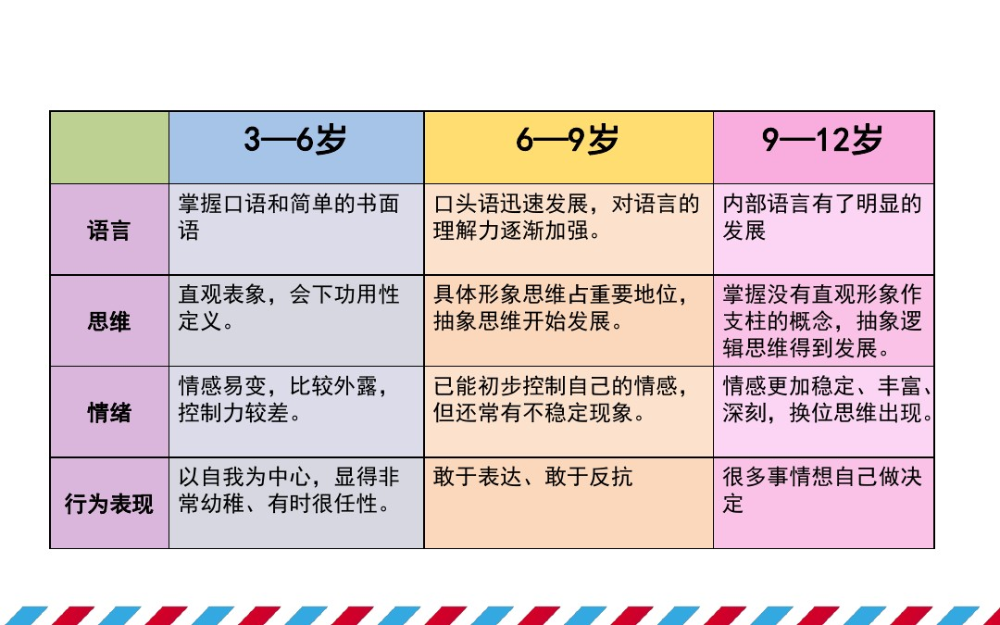 3—6岁
6—9岁
9—12岁
语言
掌握口语和简单的书面
语
口头语迅速发展，对语言的
理解力逐渐加强。
内部语言有了明显的
发展
思维
直观表象，会下功用性
定义。
具体形象思维占重要地位，
抽象思维开始发展。
掌握没有直观形象作
支柱的概念，抽象逻
辑思维得到发展。
情绪
情感易变，比较外露，
控制力较差。
已能初步控制自己的情感，
但还常有不稳定现象。
情感更加稳定、丰富、
深刻，换位思维出现。
行为表现
以自我为中心，显得非
常幼稚、有时很任性。
敢于表达、敢于反抗
很多事情想自己做决
定